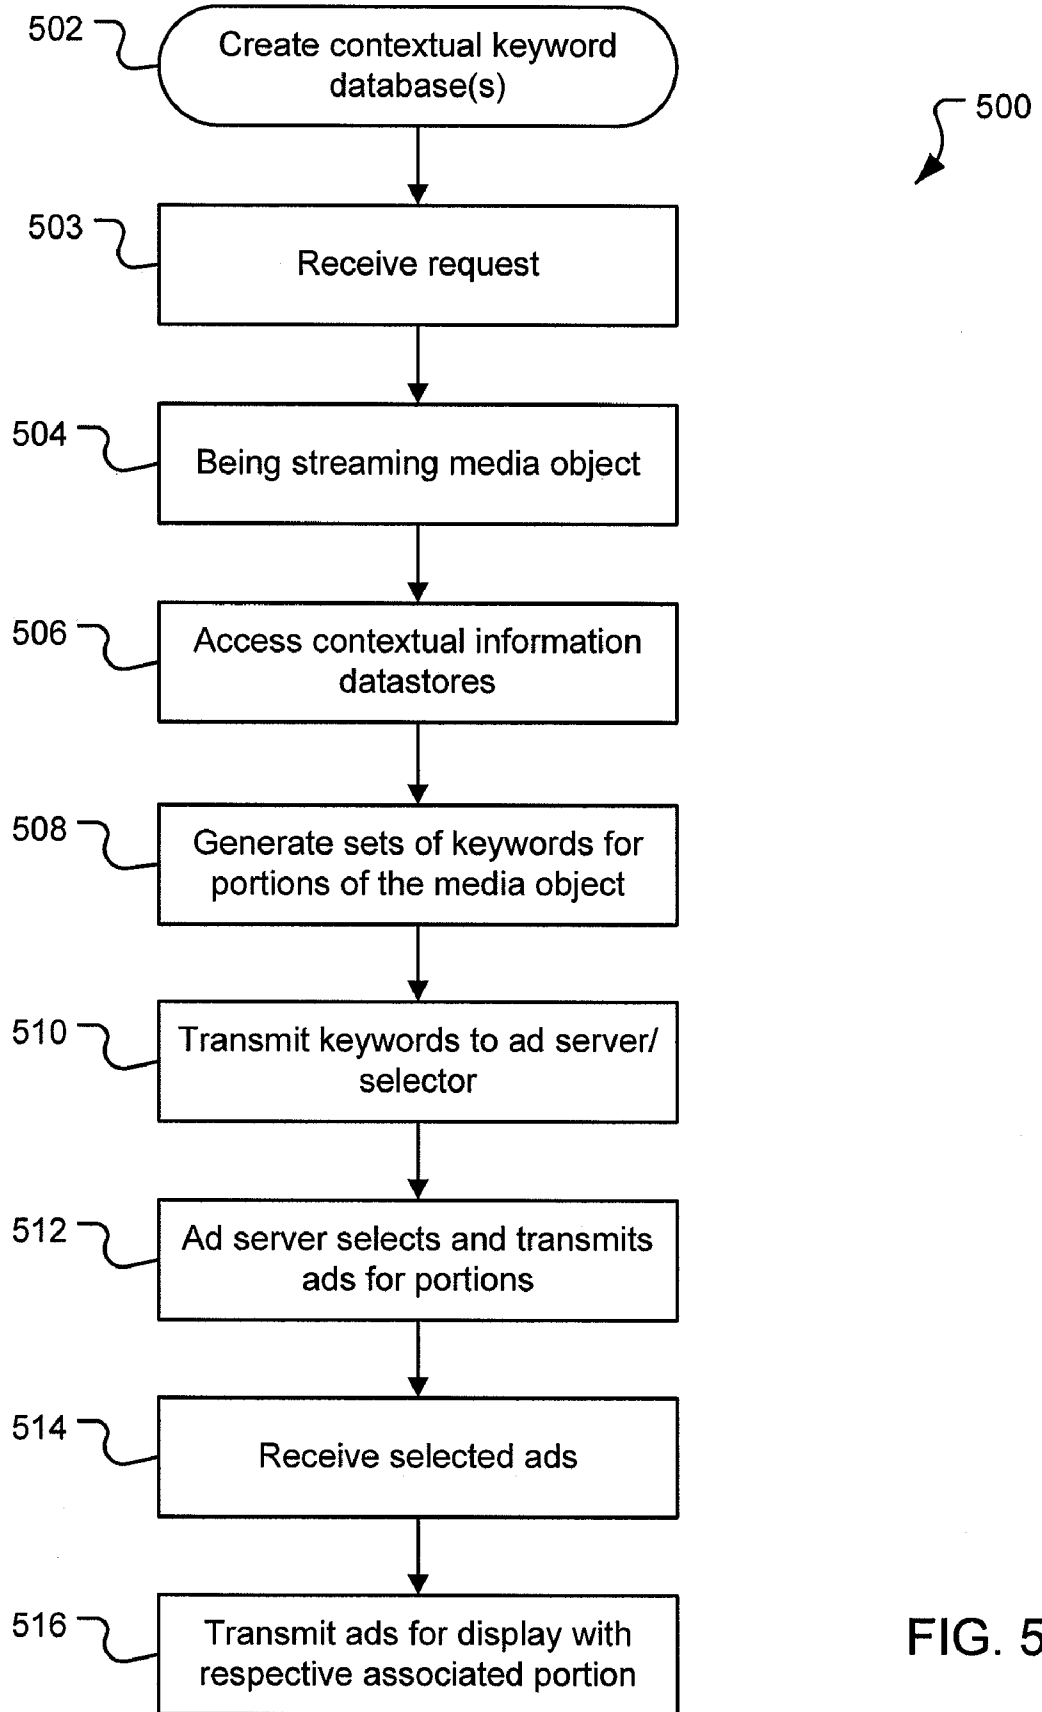 502
Create contextual keyword
database(s)
500
503
Receive request
504
Being streaming media object
506
Access contextual information
datastores
508
Generate sets of keywords for
portions of the media object
510
Transmit keywords to ad server/
selector
512
Ad server selects and transmits
ads for portions
514
Receive selected ads
516
Transmit ads for display with
respective associated portion
FIG. 5